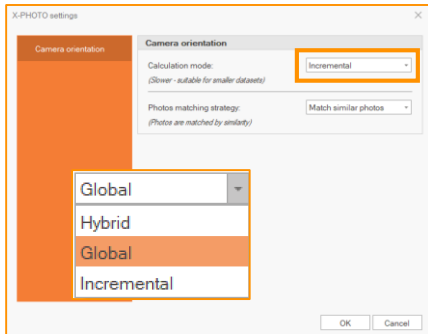 X-PHOTO settings
Camera orientation
Camera orientation
Calculation mode:
Incremental
(Slower - suitable for smaller datasets)
Photos matching strategy:
Match similar photos
(Photos are matched by similarity)
Global
Hybrid
Global
Incremental
OK
Cancel